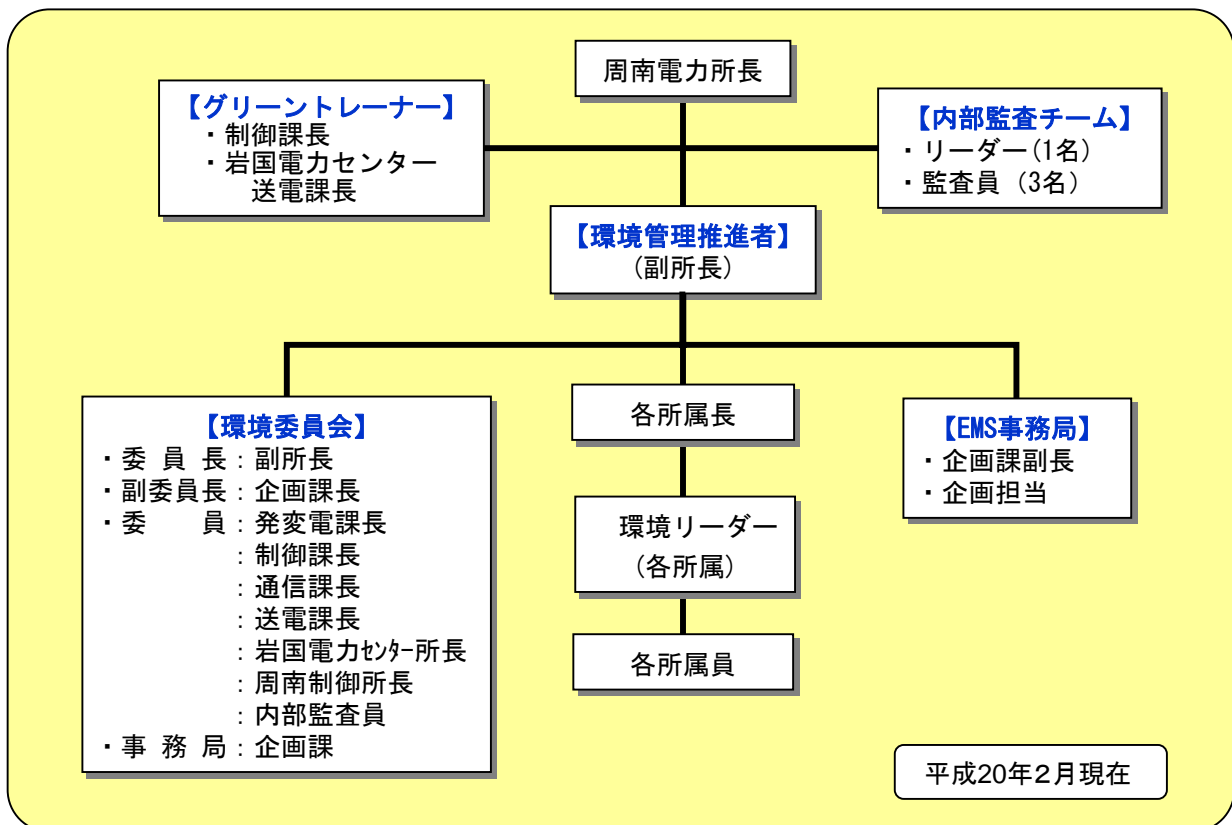 周南電力所長
【グリーントレーナー】
・制御課長
・岩国電力センター
送電課長
【内部監査チーム】
・リーダー(1名)
・監査員 (3名)
【環境管理推進者】
(副所長)
【環境委員会】
・委 員 長：副所長
・副委員長：企画課長
・委　　員：発変電課長
：制御課長
：通信課長
：送電課長
：岩国電力ｾﾝﾀｰ所長
：周南制御所長
：内部監査員
・事 務 局：企画課
各所属長
環境リーダー
(各所属)
各所属員
【EMS事務局】
・企画課副長
・企画担当
平成20年２月現在